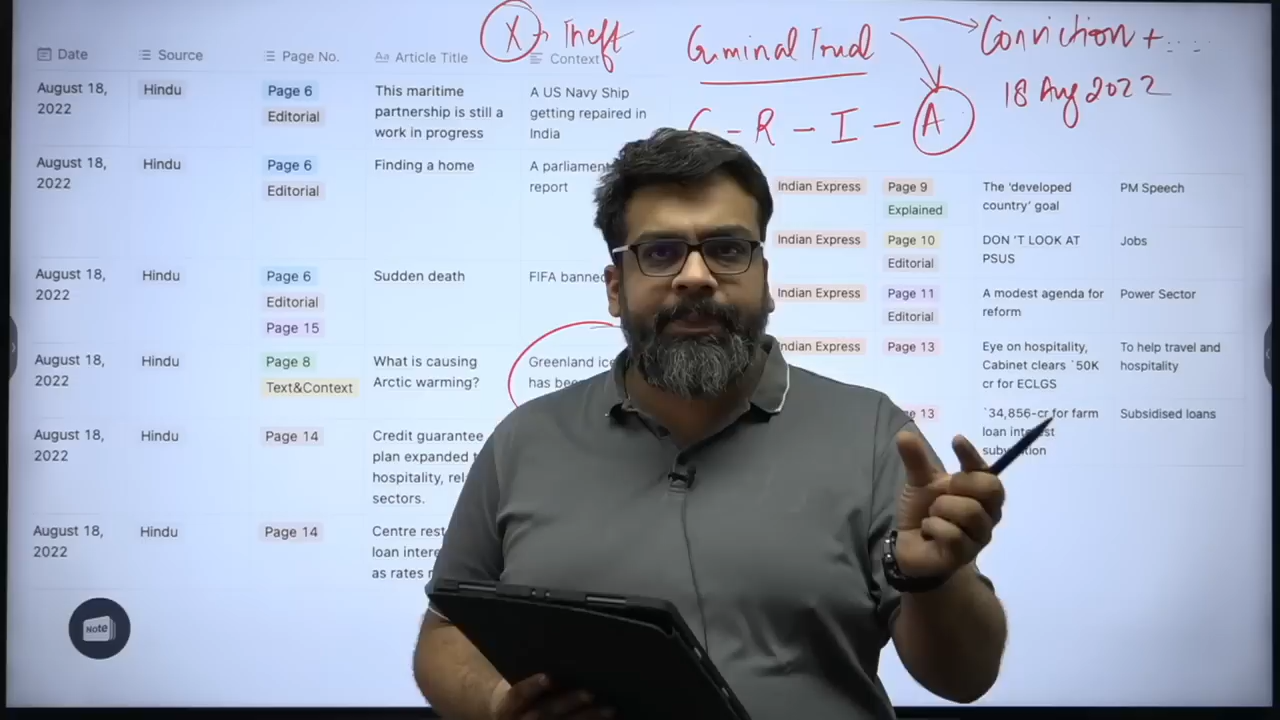 X → Theft
Criminal Trial
Conviction + ....
18 Aug 2022
C - R - I - A
Date
Source
Page No.
Aa Article Title
Context
August 18,
2022
Hindu
Page 6
Editorial
This maritime
partnership is still a
work in progress
A US Navy Ship
getting repaired in
India
August 18,
2022
Hindu
Page 6
Editorial
Finding a home
A parliament
report
August 18,
2022
Hindu
Page 6
Editorial
Page 15
Sudden death
FIFA banned
August 18,
2022
Hindu
Page 8
Text&Context
What is causing
Arctic warming?
Greenland ice
has
August 18,
2022
Hindu
Page 14
Credit guarantee
plan expanded
hospitality,
sectors.
August 18,
2022
Hindu
Page 14
Centre
loan
as rates
Indian Express
Page 9
Explained
The 'developed
country' goal
PM Speech
Indian Express
Page 10
Editorial
DON 'T LOOK AT
PSUS
Jobs
Indian Express
Page 11
Editorial
A modest agenda for
reform
Power Sector
Indian Express
Page 13
Eye on hospitality,
Cabinet clears `50K
cr for ECLGS
To help travel and
hospitality
13
`34,856-cr for farm
loan interest
Subsidised loans
Note